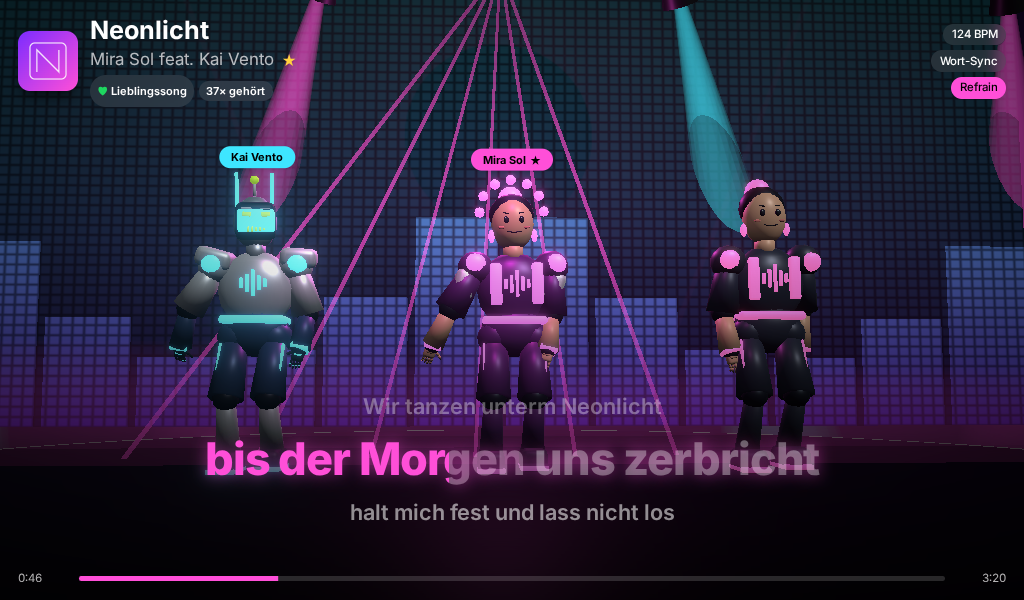 Neonlicht
Mira Sol feat. Kai Vento ★
Lieblingssong
37× gehört
124 BPM
Wort-Sync
Refrain
Kai Vento
Mira Sol ★
Wir tanzen unterm Neonlicht
bis der Morgen uns zerbricht
halt mich fest und lass nicht los
0:46
3:20